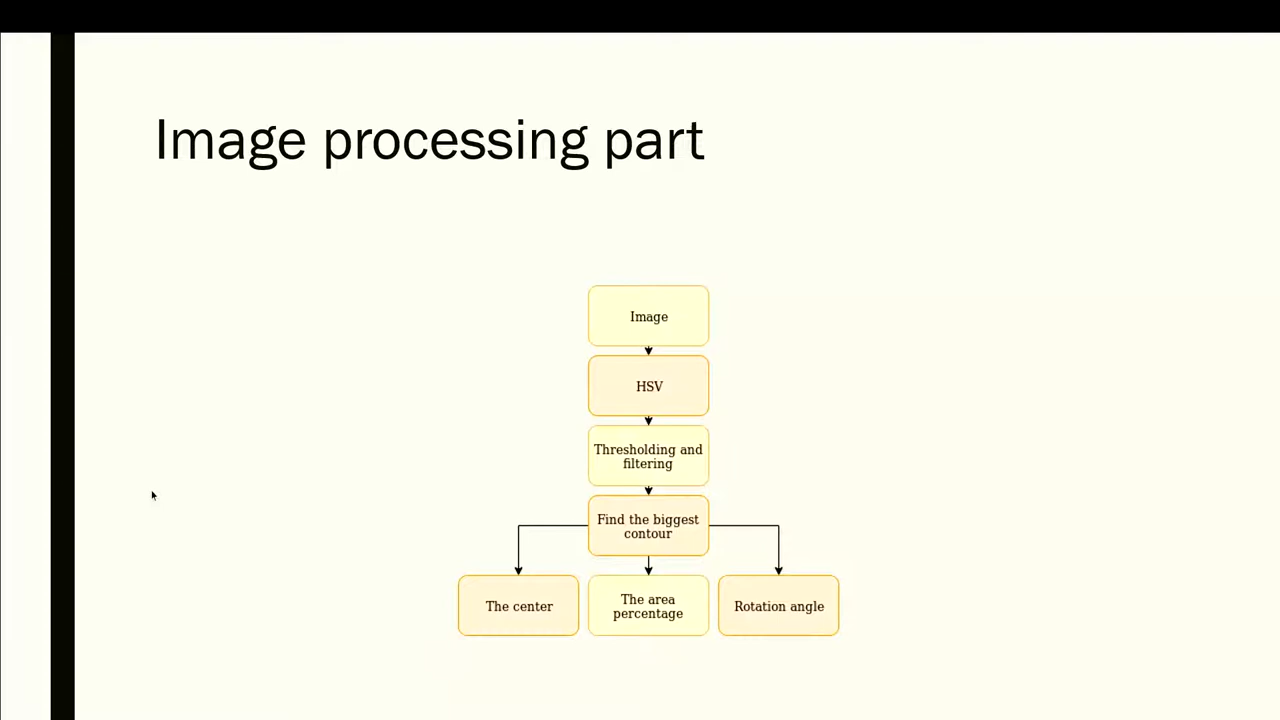 Image processing part
Image
HSV
Thresholding and
filtering
Find the biggest
contour
The center
The area
percentage
Rotation angle